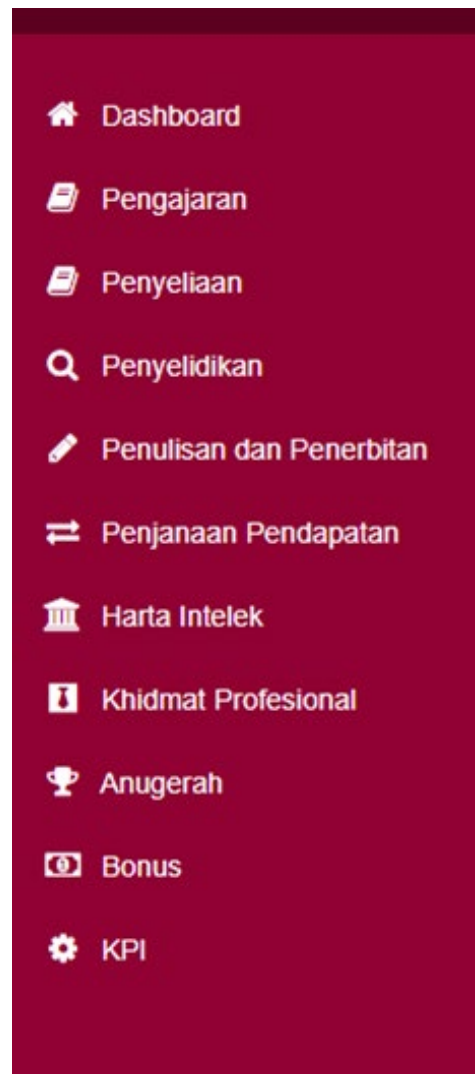 Dashboard
Pengajaran
Penyeliaan
Penyelidikan
Penulisan dan Penerbitan
Penjanaan Pendapatan
Harta Intelek
Khidmat Profesional
Anugerah
Bonus
KPI